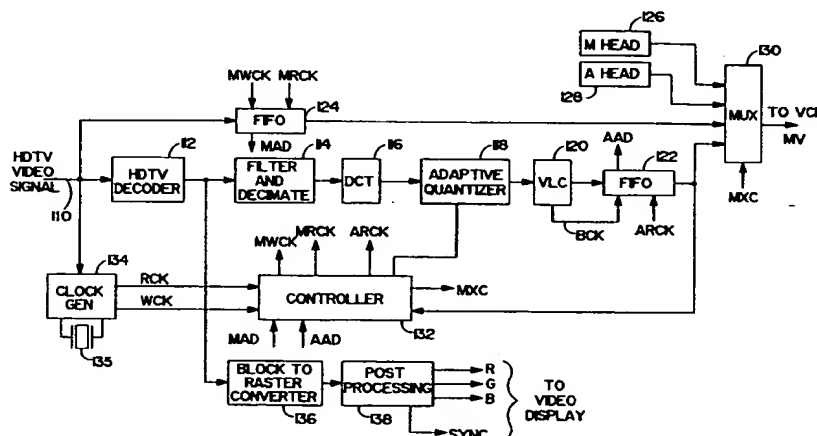 126
M HEAD
130
MWCK MRCK
A HEAD
128
124
FIFO
MUX
TO VCR
MV
MAD
AAD
112
114
116
118
120
122
HDTV
VIDEO
SIGNAL
110
HDTV
DECODER
FILTER
AND
DECIMATE
DCT
ADAPTIVE
QUANTIZER
VLC
FIFO
MXC
BCK
ARCK
134
MWCK
MRCK
ARCK
CLOCK
GEN
RCK
WCK
CONTROLLER
MXC
132
135
MAD
AAD
BLOCK TO
RASTER
CONVERTER
136
POST
PROCESSING
138
R
G
B
SYNC
TO
VIDEO
DISPLAY